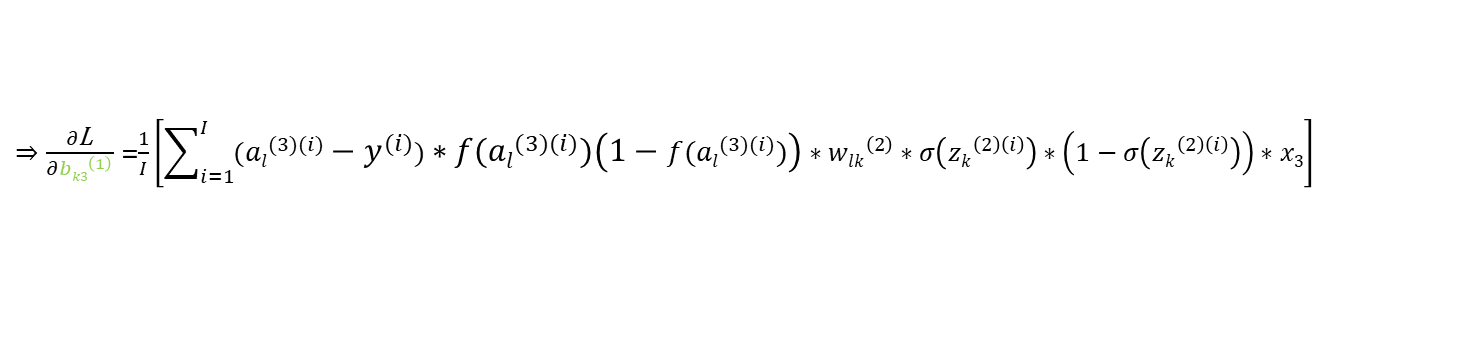 ⇒ ∂L/∂b_{k3}^{(1)} = 1/I [∑_{i=1}^{I} (a_l^{(3)(i)} − y^{(i)}) ∗ f(a_l^{(3)(i)})(1 − f(a_l^{(3)(i)})) ∗ w_{lk}^{(2)} ∗ σ(z_k^{(2)(i)}) ∗ (1 − σ(z_k^{(2)(i)})) ∗ x_3]